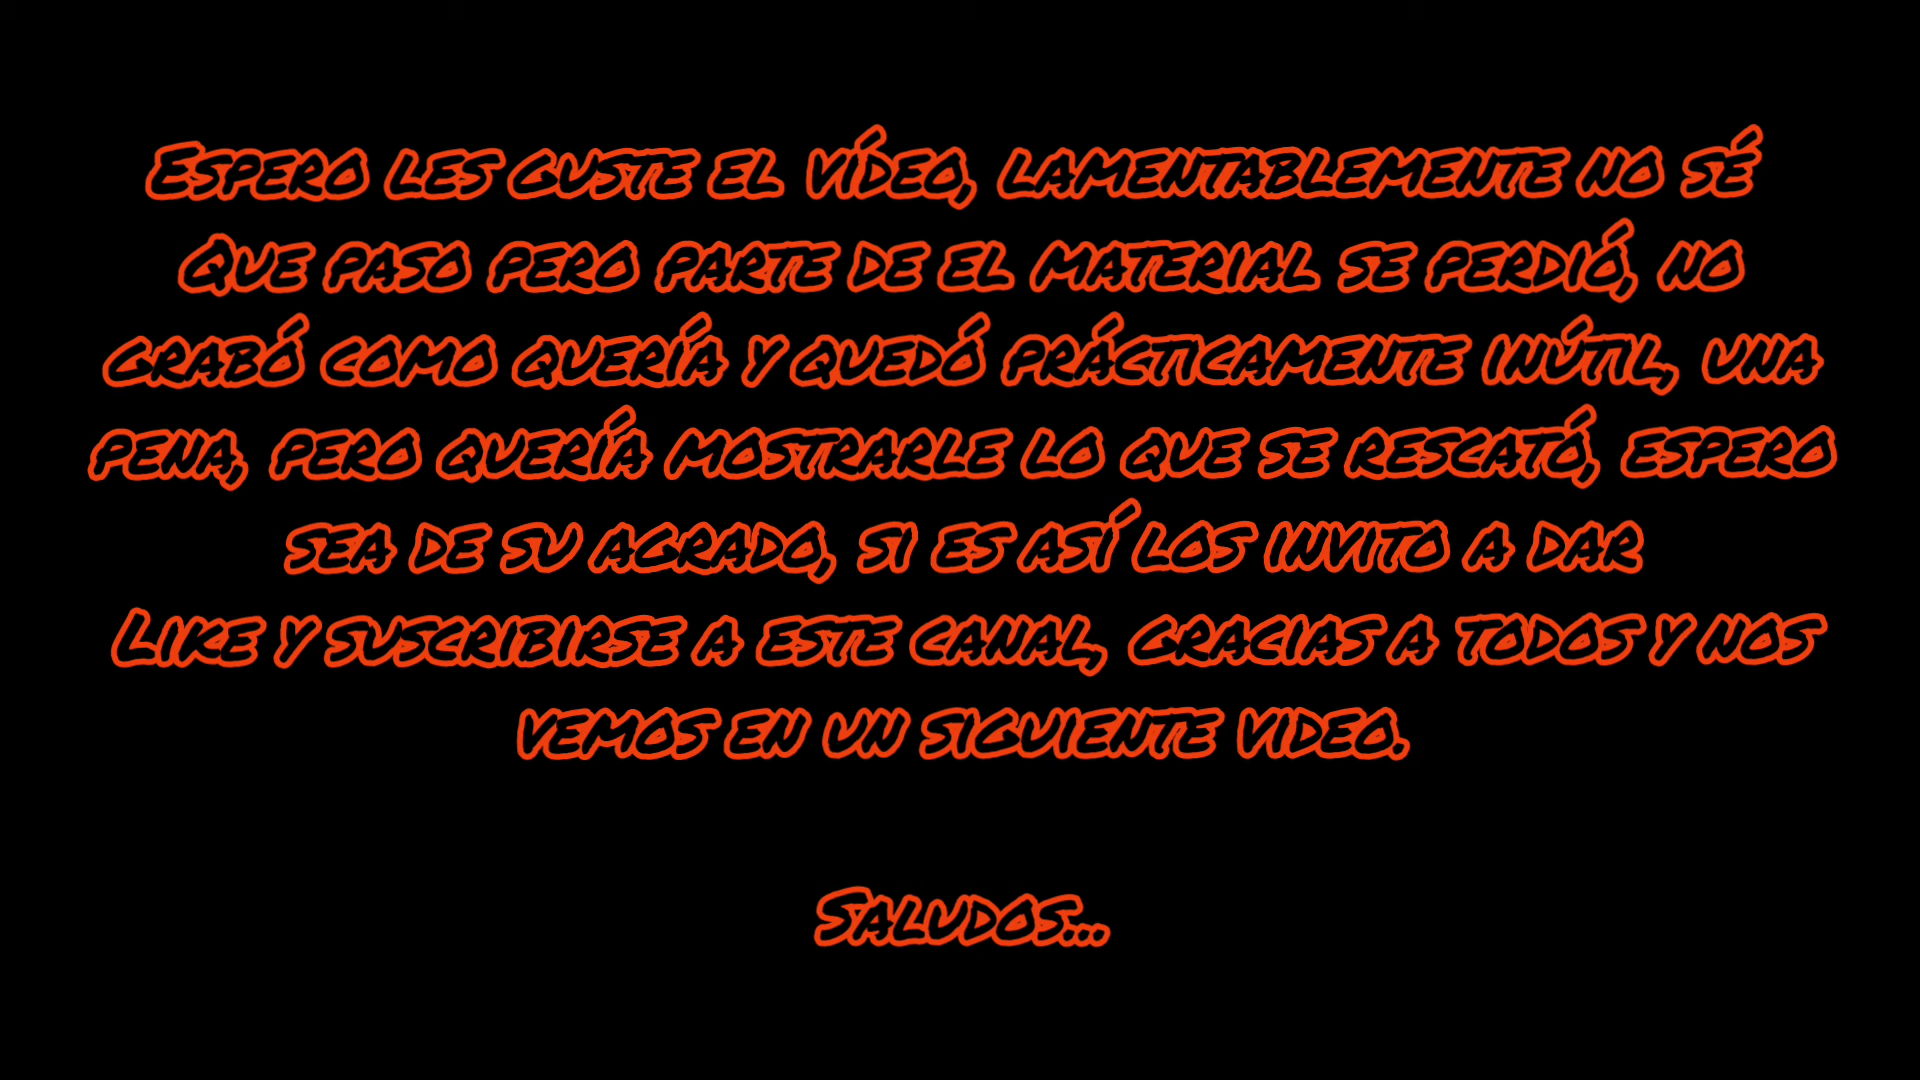 Espero les guste el vídeo, lamentablemente no sé
Que paso pero parte de el material se perdió, no
grabó como quería y quedó prácticamente inútil, una
pena, pero quería mostrarle lo que se rescató, espero
sea de su agrado, si es así los invito a dar
Like y suscribirse a este canal, gracias a todos y nos
vemos en un siguiente video.
Saludos...